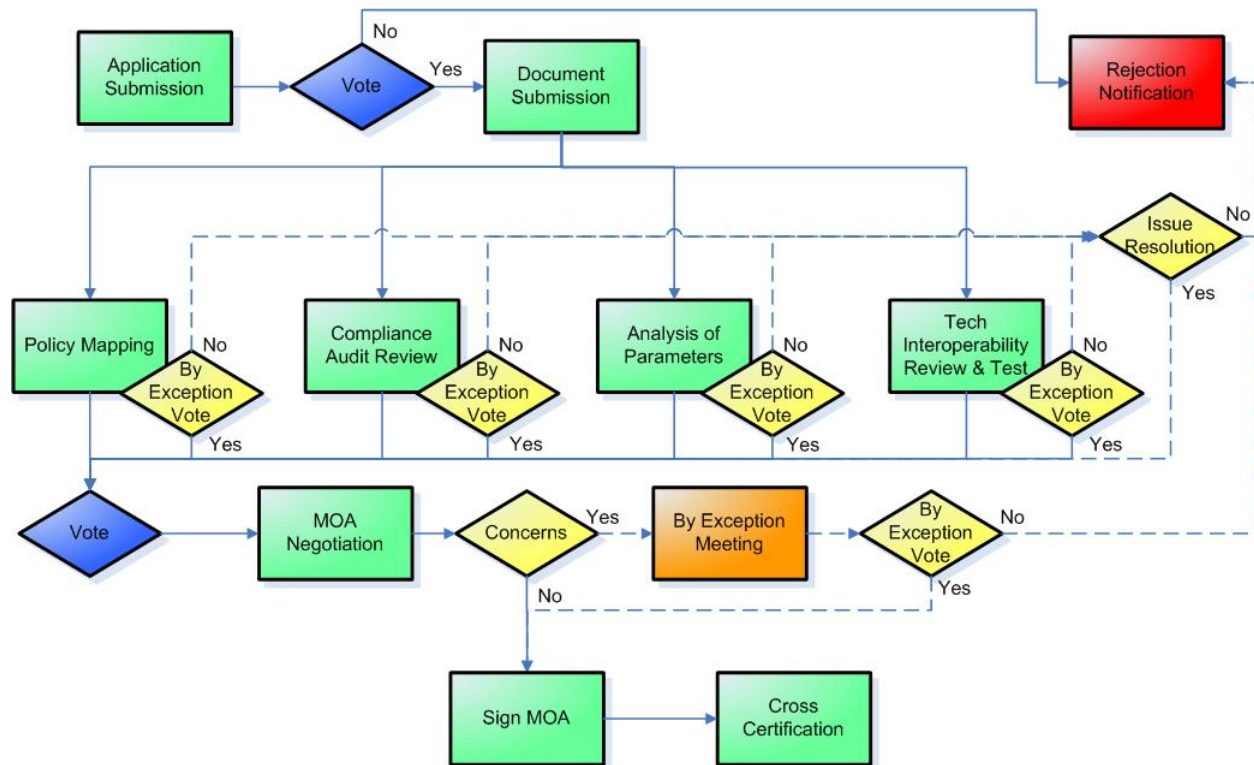 Application
Submission
Vote
No
Yes
Document
Submission
Rejection
Notification
Issue
Resolution
No
Yes
Policy Mapping
No
By
Exception
Vote
Yes
Compliance
Audit Review
No
By
Exception
Vote
Yes
Analysis of
Parameters
No
By
Exception
Vote
Yes
Tech
Interoperability
Review & Test
No
By
Exception
Vote
Yes
Vote
MOA
Negotiation
Concerns
Yes
No
By Exception
Meeting
By
Exception
Vote
No
Yes
Sign MOA
Cross
Certification